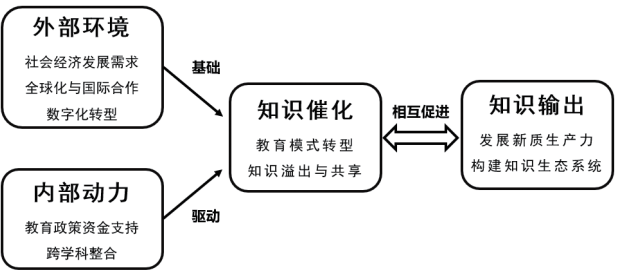 外部环境
社会经济发展需求
全球化与国际合作
数字化转型
基础
内部动力
教育政策资金支持
跨学科整合
驱动
知识催化
教育模式转型
知识溢出与共享
相互促进
知识输出
发展新质生产力
构建知识生态系统